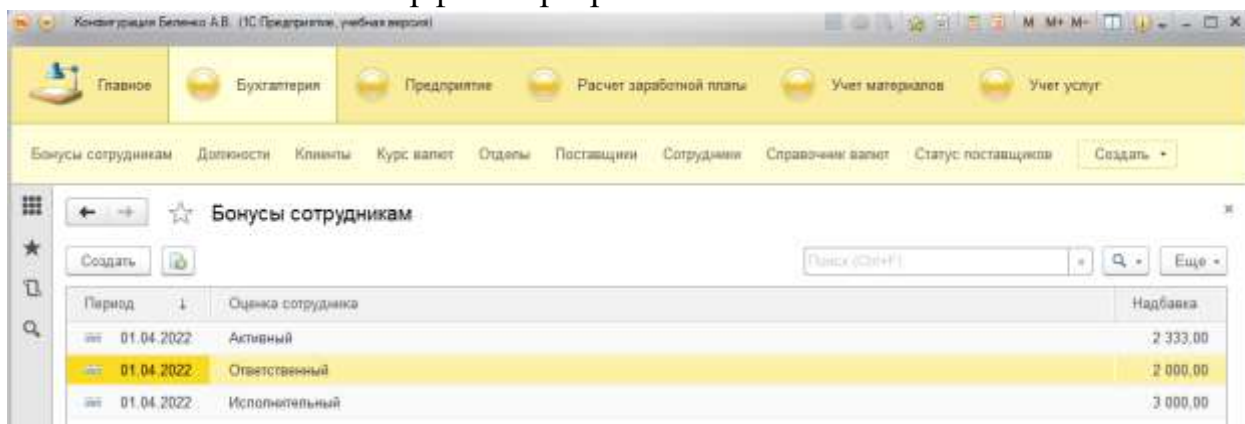 Конфигурация Беленко А.В. (1С:Предприятие, учебная версия)
M M+ M-
Главное Бухгалтерия Предприятие Расчет заработной платы Учет материалов Учет услуг
Бонусы сотрудникам Должности Клиенты Курс валют Отделы Поставщики Сотрудники Справочник валют Статус поставщиков Создать
Бонусы сотрудникам
Создать Поиск (Ctrl+F) Еще
Период Оценка сотрудника Надбавка
01.04.2022 Активный 2 333,00
01.04.2022 Ответственный 2 000,00
01.04.2022 Исполнительный 3 000,00